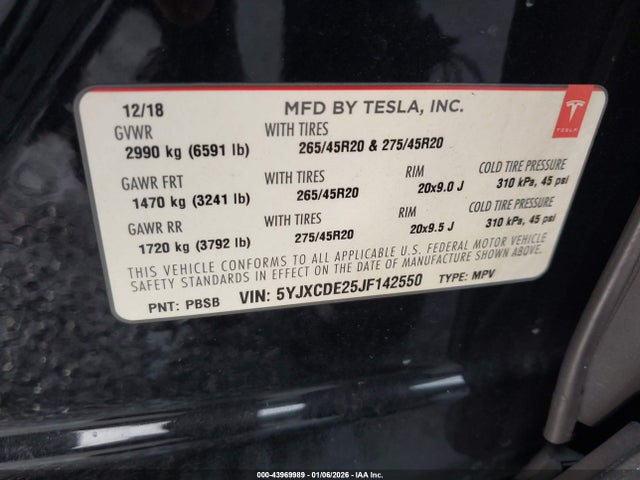 12/18 MFD BY TESLA, INC.
GVWR WITH TIRES
2990 kg (6591 lb) 265/45R20 & 275/45R20
GAWR FRT WITH TIRES RIM COLD TIRE PRESSURE
1470 kg (3241 lb) 265/45R20 20x9.0 J 310 kPa, 45 psi
GAWR RR WITH TIRES RIM COLD TIRE PRESSURE
1720 kg (3792 lb) 275/45R20 20x9.5 J 310 kPa, 45 psi
THIS VEHICLE CONFORMS TO ALL APPLICABLE U.S. FEDERAL MOTOR VEHICLE
SAFETY, BUMPER, AND THEFT PREVENTION STANDARDS IN EFFECT ON THE DATE OF MANUFACTURE SHOWN ABOVE.
PNT: PBSB VIN: 5YJXCDE25JF142550 TYPE: MPV
TESLA
000-43969989 - 01/06/2026 - IAA Inc.